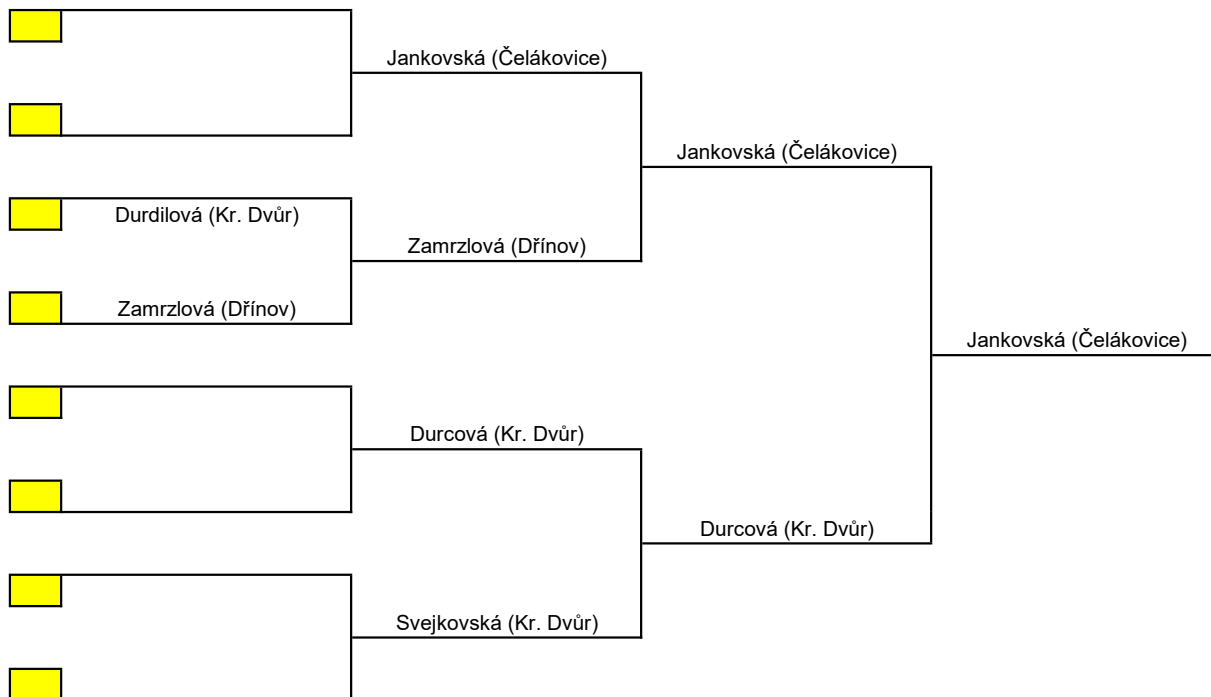 Jankovská (Čelákovice)
Jankovská (Čelákovice)
Durdilová (Kr. Dvůr)
Zamrzlová (Dřínov)
Zamrzlová (Dřínov)
Jankovská (Čelákovice)
Durcová (Kr. Dvůr)
Durcová (Kr. Dvůr)
Svejkovská (Kr. Dvůr)